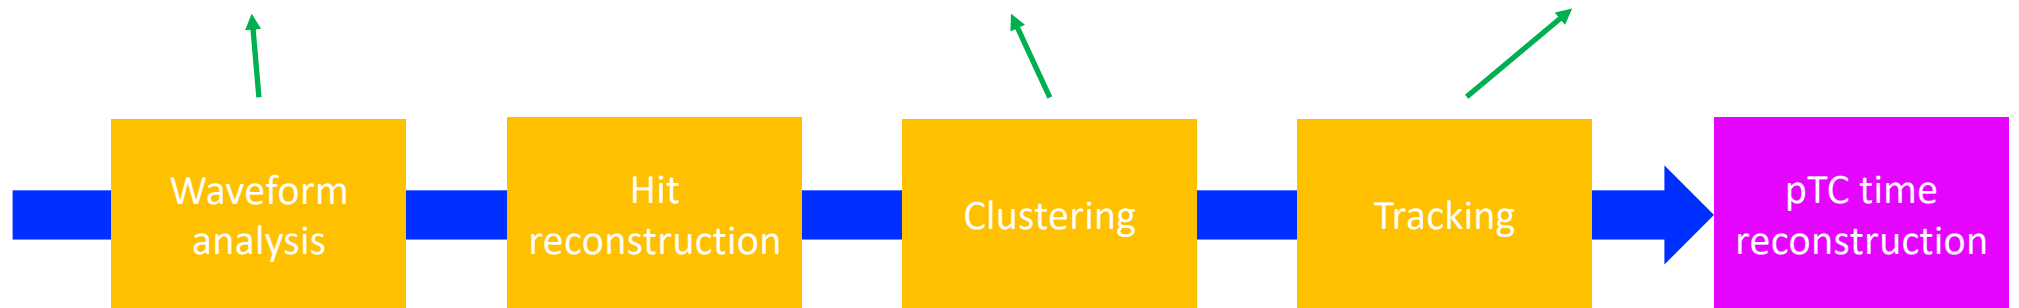 Waveform
analysis
Hit
reconstruction
Clustering
Tracking
pTC time
reconstruction